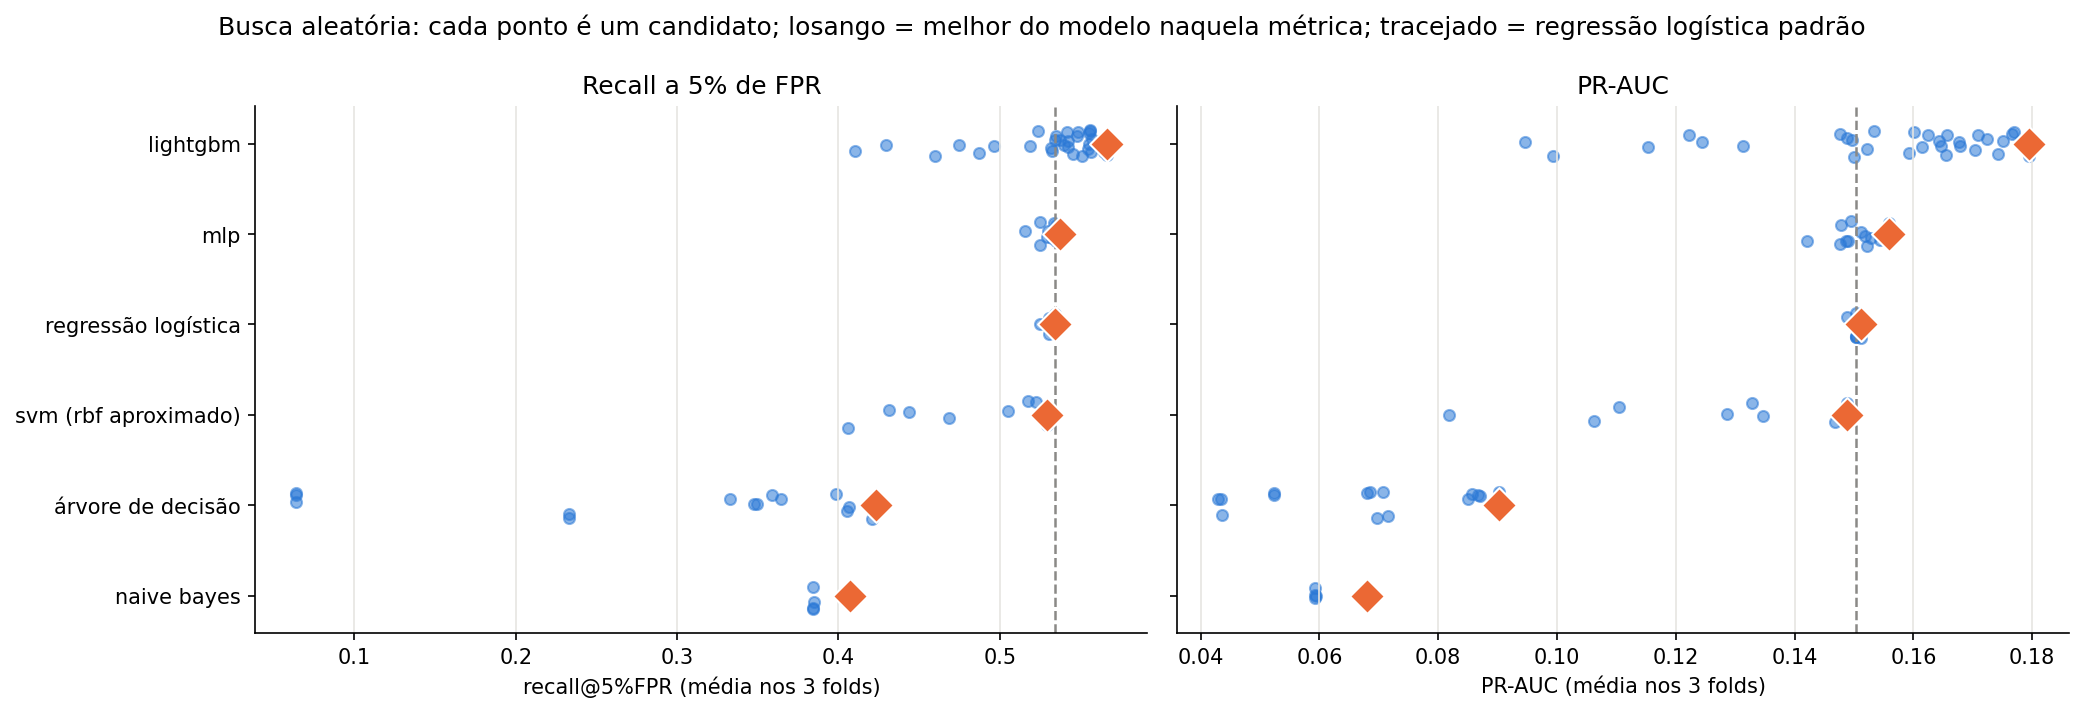 Busca aleatória: cada ponto é um candidato; losango = melhor do modelo naquela métrica; tracejado = regressão logística padrão
Recall a 5% de FPR
PR-AUC
lightgbm
mlp
regressão logística
svm (rbf aproximado)
árvore de decisão
naive bayes
0.1 0.2 0.3 0.4 0.5
0.04 0.06 0.08 0.10 0.12 0.14 0.16 0.18
recall@5%FPR (média nos 3 folds)
PR-AUC (média nos 3 folds)